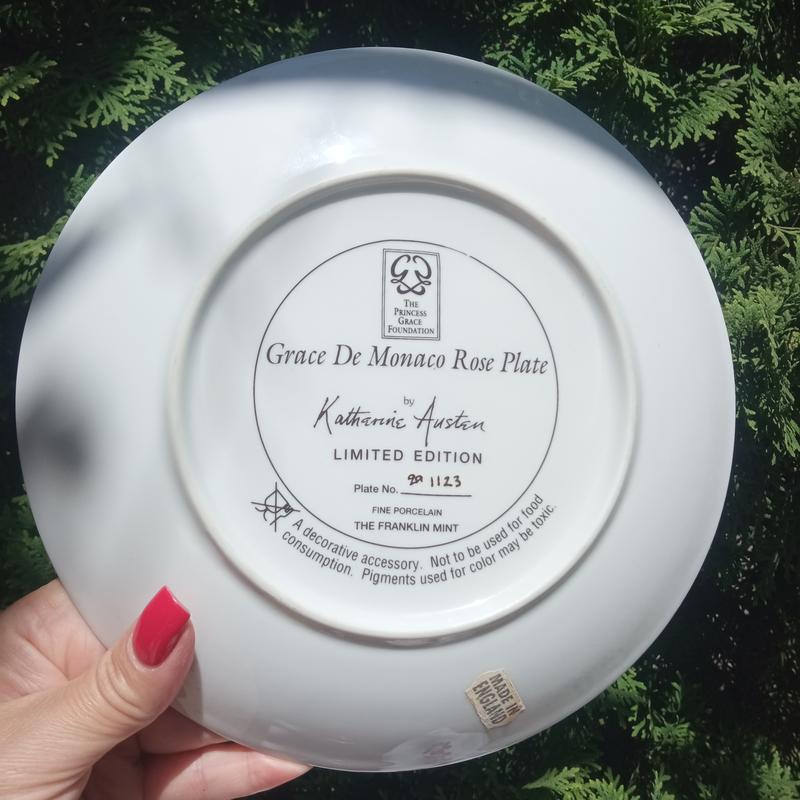 THE
PRINCESS
GRACE
FOUNDATION
Grace De Monaco Rose Plate
by
Katharine Austen
LIMITED EDITION
Plate No. 1123
FINE PORCELAIN
THE FRANKLIN MINT
A decorative accessory. Not to be used for food
consumption. Pigments used for color may be toxic.
MADE IN
ENGLAND